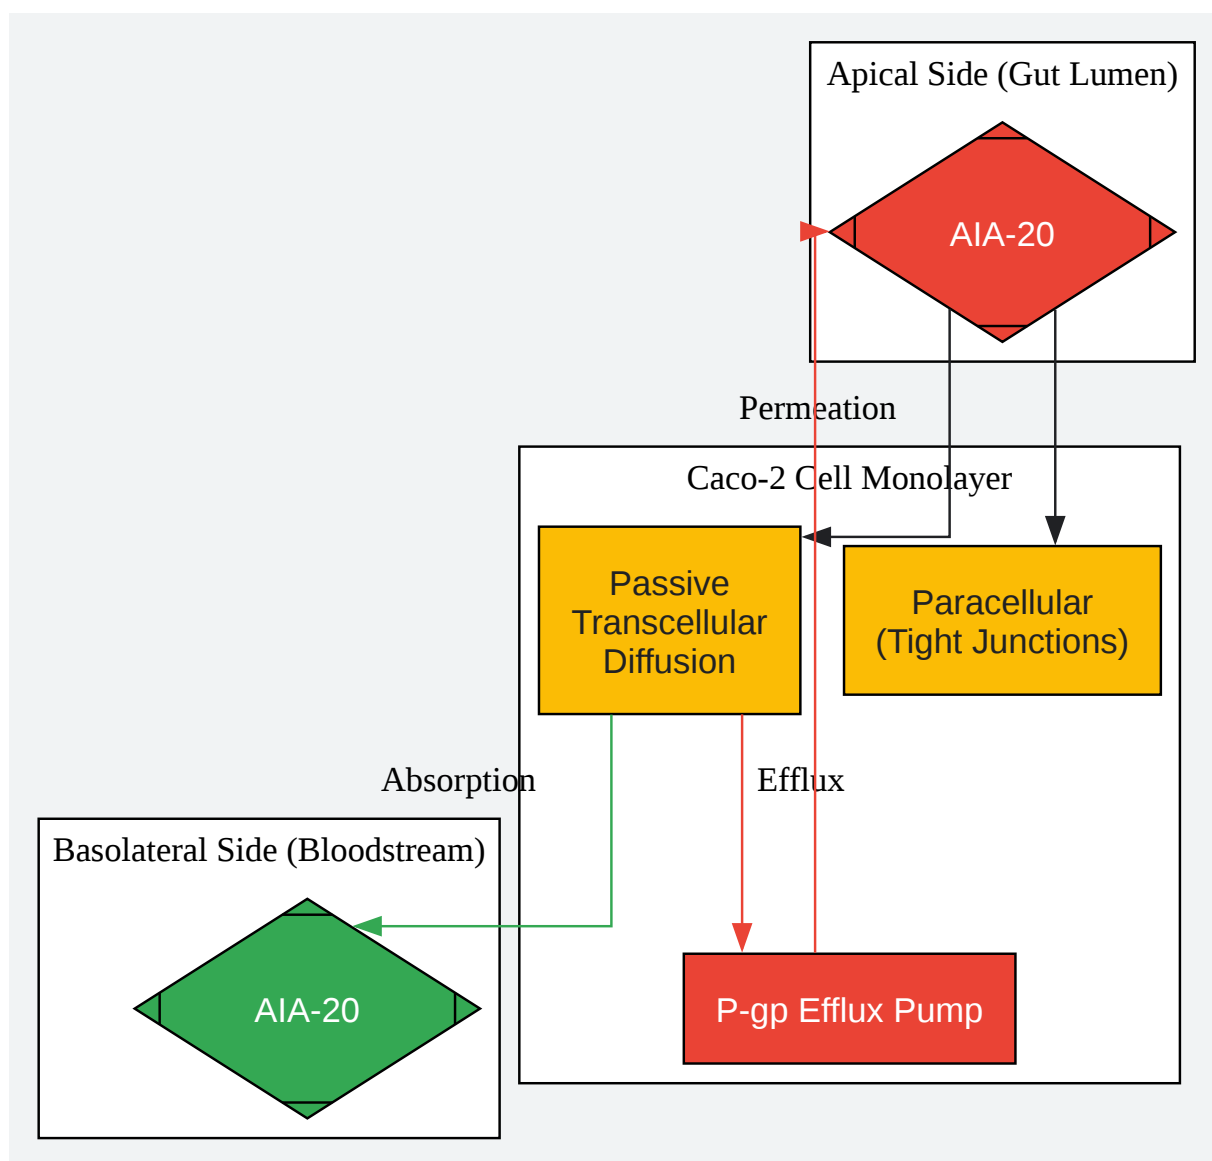 Apical Side (Gut Lumen)
AIA-20
Permeation
Caco-2 Cell Monolayer
Passive
Transcellular
Diffusion
Paracellular
(Tight Junctions)
Absorption
Efflux
Basolateral Side (Bloodstream)
AIA-20
P-gp Efflux Pump